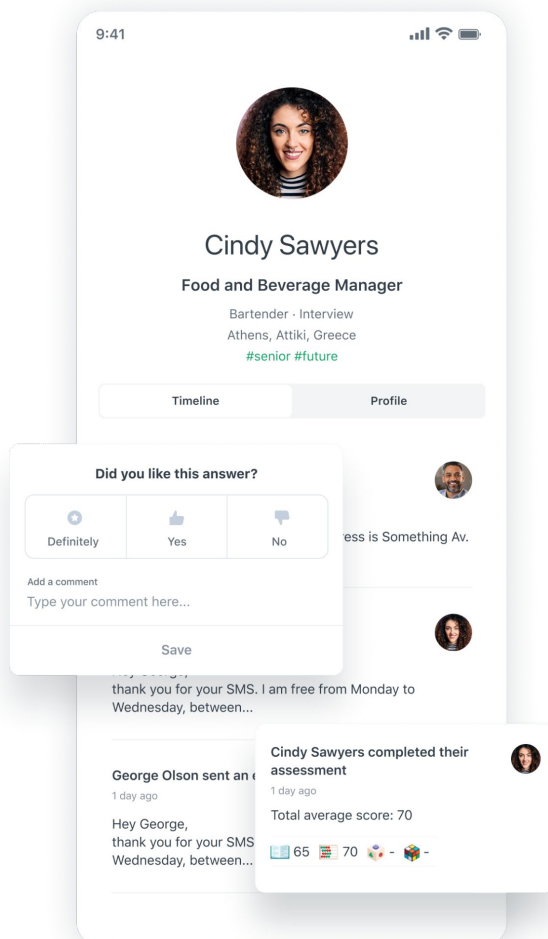 9:41
Cindy Sawyers
Food and Beverage Manager
Bartender · Interview
Athens, Attiki, Greece
#senior #future
Timeline
Profile
Did you like this answer?
Definitely
Yes
No
Add a comment
Type your comment here...
Save
is Something Av.
thank you for your SMS. I am free from Monday to
Wednesday, between...
George Olson sent an
1 day ago
Hey George,
thank you for your SMS
Wednesday, between...
Cindy Sawyers completed their
assessment
1 day ago
Total average score: 70
65 70 - -